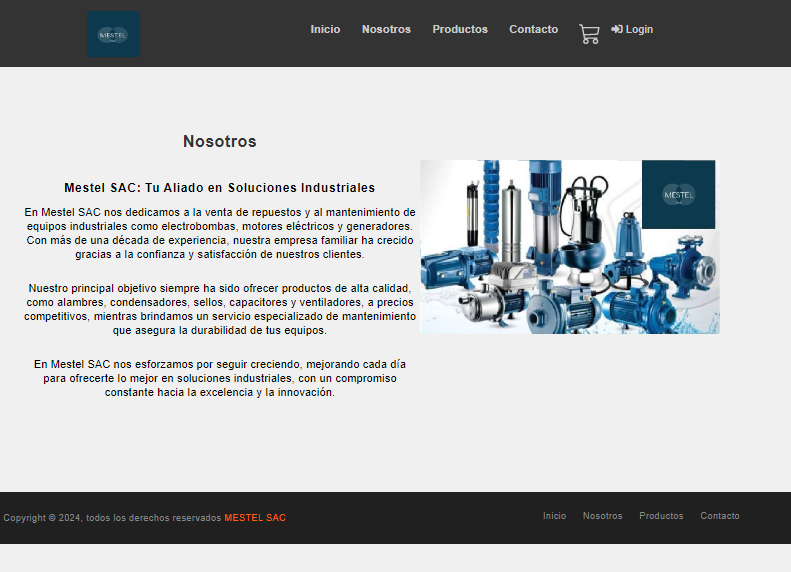 MESTEL
Inicio Nosotros Productos Contacto Login
Nosotros
Mestel SAC: Tu Aliado en Soluciones Industriales
En Mestel SAC nos dedicamos a la venta de repuestos y al mantenimiento de
equipos industriales como electrobombas, motores eléctricos y generadores.
Con más de una década de experiencia, nuestra empresa familiar ha crecido
gracias a la confianza y satisfacción de nuestros clientes.
Nuestro principal objetivo siempre ha sido ofrecer productos de alta calidad,
como alambres, condensadores, sellos, capacitores y ventiladores, a precios
competitivos, mientras brindamos un servicio especializado de mantenimiento
que asegura la durabilidad de tus equipos.
En Mestel SAC nos esforzamos por seguir creciendo, mejorando cada día
para ofrecerte lo mejor en soluciones industriales, con un compromiso
constante hacia la excelencia y la innovación.
MESTEL
Copyright © 2024, todos los derechos reservados MESTEL SAC
Inicio Nosotros Productos Contacto